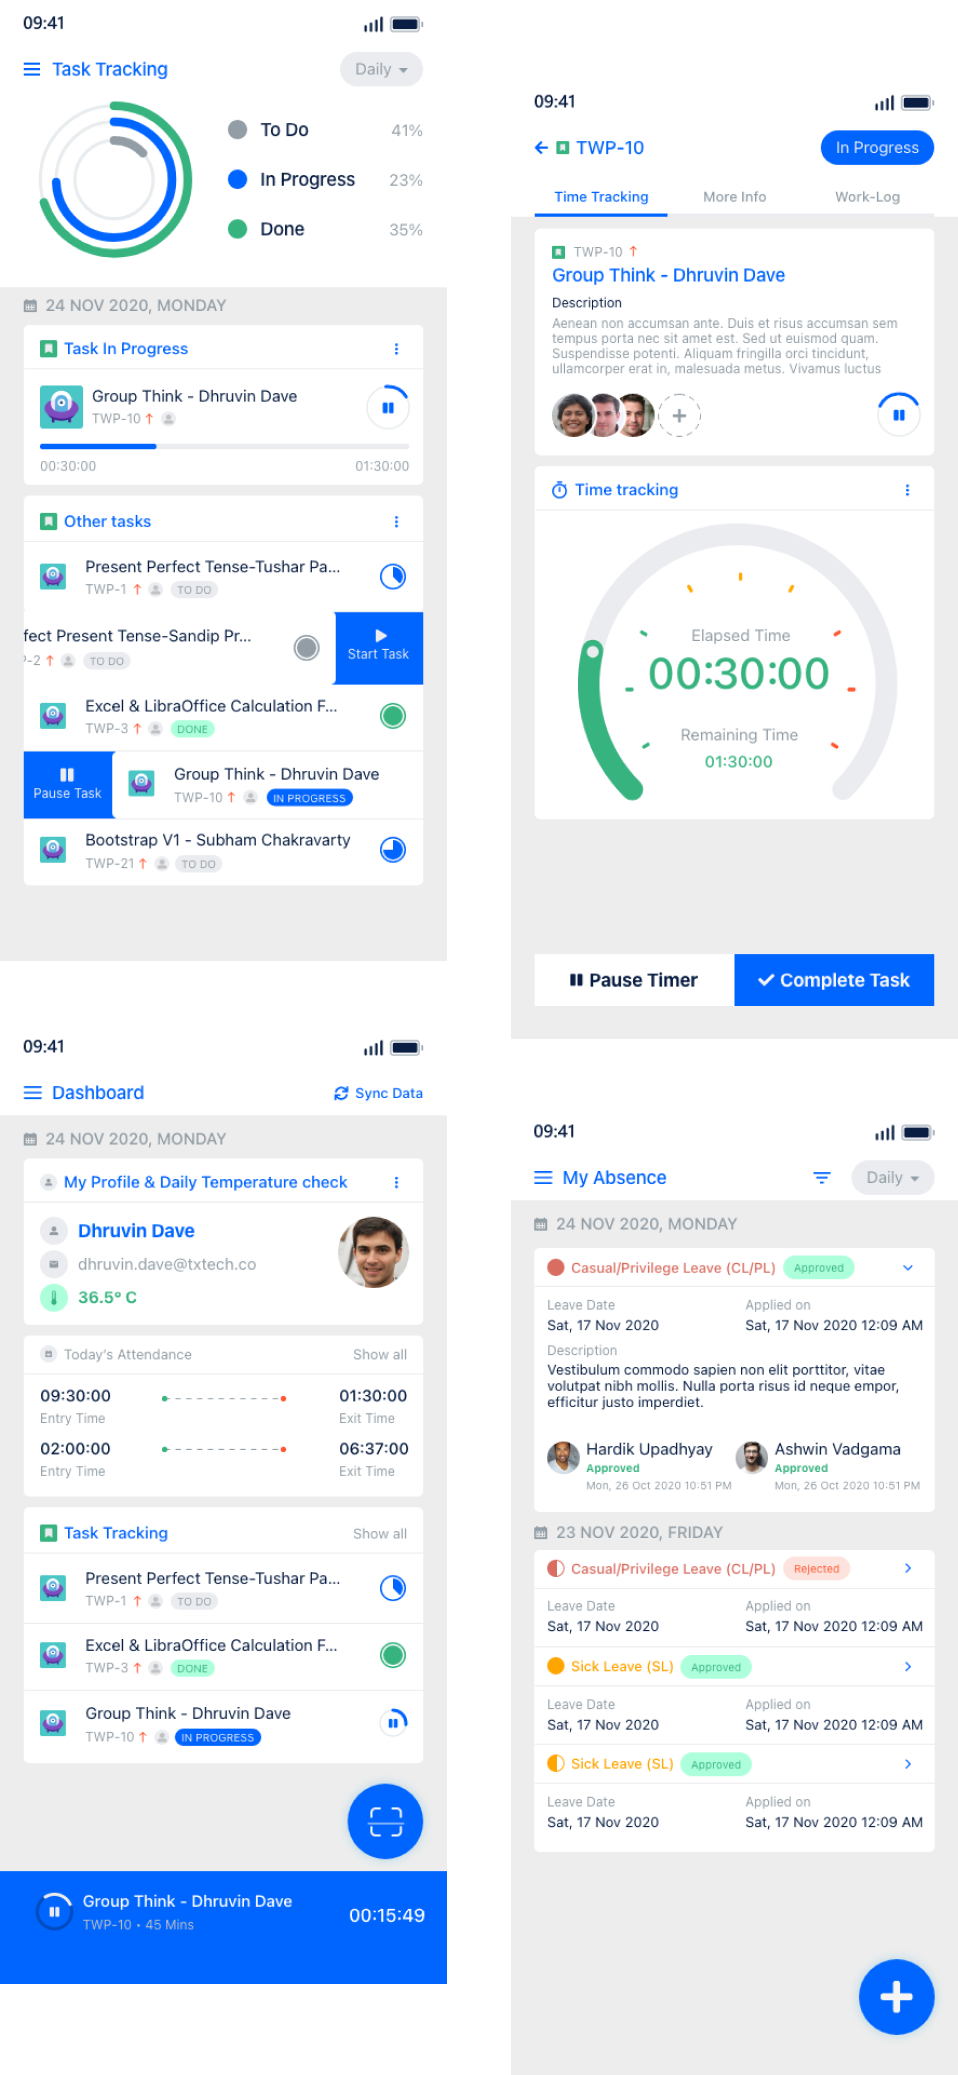 09:41
Task Tracking
Daily
To Do 41%
In Progress 23%
Done 35%
24 NOV 2020, MONDAY
Task In Progress
Group Think - Dhruvin Dave
TWP-10
00:30:00 01:30:00
Other tasks
Present Perfect Tense-Tushar Pa...
TWP-1 TO DO
fect Present Tense-Sandip Pr...
P-2 TO DO
Start Task
Excel & LibraOffice Calculation F...
TWP-3 DONE
Pause Task
Group Think - Dhruvin Dave
TWP-10 IN PROGRESS
Bootstrap V1 - Subham Chakravarty
TWP-21 TO DO
09:41
TWP-10
In Progress
Time Tracking More Info Work-Log
TWP-10
Group Think - Dhruvin Dave
Description
Aenean non accumsan ante. Duis et risus accumsan sem
tempus porta nec sit amet est. Sed ut euismod quam.
Suspendisse potenti. Aliquam fringilla orci tincidunt,
ullamcorper erat in, malesuada metus. Vivamus luctus
Time tracking
Elapsed Time
00:30:00
Remaining Time
01:30:00
Pause Timer
Complete Task
09:41
Dashboard
Sync Data
24 NOV 2020, MONDAY
My Profile & Daily Temperature check
Dhruvin Dave
dhruvin.dave@txtech.co
36.5° C
Today's Attendance Show all
09:30:00 01:30:00
Entry Time Exit Time
02:00:00 06:37:00
Entry Time Exit Time
Task Tracking Show all
Present Perfect Tense-Tushar Pa...
TWP-1 TO DO
Excel & LibraOffice Calculation F...
TWP-3 DONE
Group Think - Dhruvin Dave
TWP-10 IN PROGRESS
Group Think - Dhruvin Dave
TWP-10 • 45 Mins
00:15:49
09:41
My Absence
Daily
24 NOV 2020, MONDAY
Casual/Privilege Leave (CL/PL) Approved
Leave Date Applied on
Sat, 17 Nov 2020 Sat, 17 Nov 2020 12:09 AM
Description
Vestibulum commodo sapien non elit porttitor, vitae
volutpat nibh mollis. Nulla porta risus id neque empor,
efficitur justo imperdiet.
Hardik Upadhyay Ashwin Vadgama
Approved Approved
Mon, 26 Oct 2020 10:51 PM Mon, 26 Oct 2020 10:51 PM
23 NOV 2020, FRIDAY
Casual/Privilege Leave (CL/PL) Rejected
Leave Date Applied on
Sat, 17 Nov 2020 Sat, 17 Nov 2020 12:09 AM
Sick Leave (SL) Approved
Leave Date Applied on
Sat, 17 Nov 2020 Sat, 17 Nov 2020 12:09 AM
Sick Leave (SL) Approved
Leave Date Applied on
Sat, 17 Nov 2020 Sat, 17 Nov 2020 12:09 AM